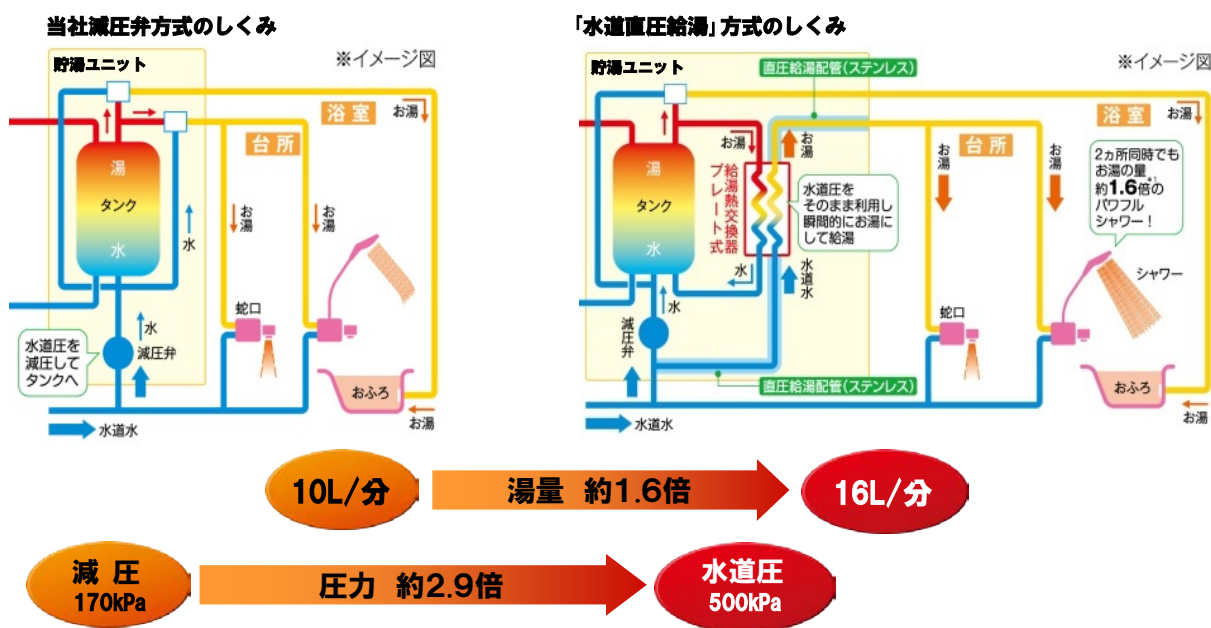 当社減圧弁方式のしくみ
貯湯ユニット
※イメージ図
浴室
お湯
台所
湯
タンク
水
水
お湯
お湯
蛇口
水
減圧弁
水道圧を
減圧して
タンクへ
おふろ
お湯
水道水
「水道直圧給湯」方式のしくみ
貯湯ユニット
直圧給湯配管(ステンレス)
※イメージ図
浴室
お湯
台所
お湯
お湯
湯
タンク
水
プレート式
給湯熱交換器
水道圧を
そのまま利用し
瞬間的にお湯に
して給湯
お湯
お湯
2ヵ所同時でも
お湯の量※1
約1.6倍の
パワフル
シャワー!
シャワー
水
水道水
水
減圧弁
蛇口
直圧給湯配管(ステンレス)
おふろ
お湯
水道水
10L/分
湯量 約1.6倍
16L/分
減圧
170kPa
圧力 約2.9倍
水道圧
500kPa